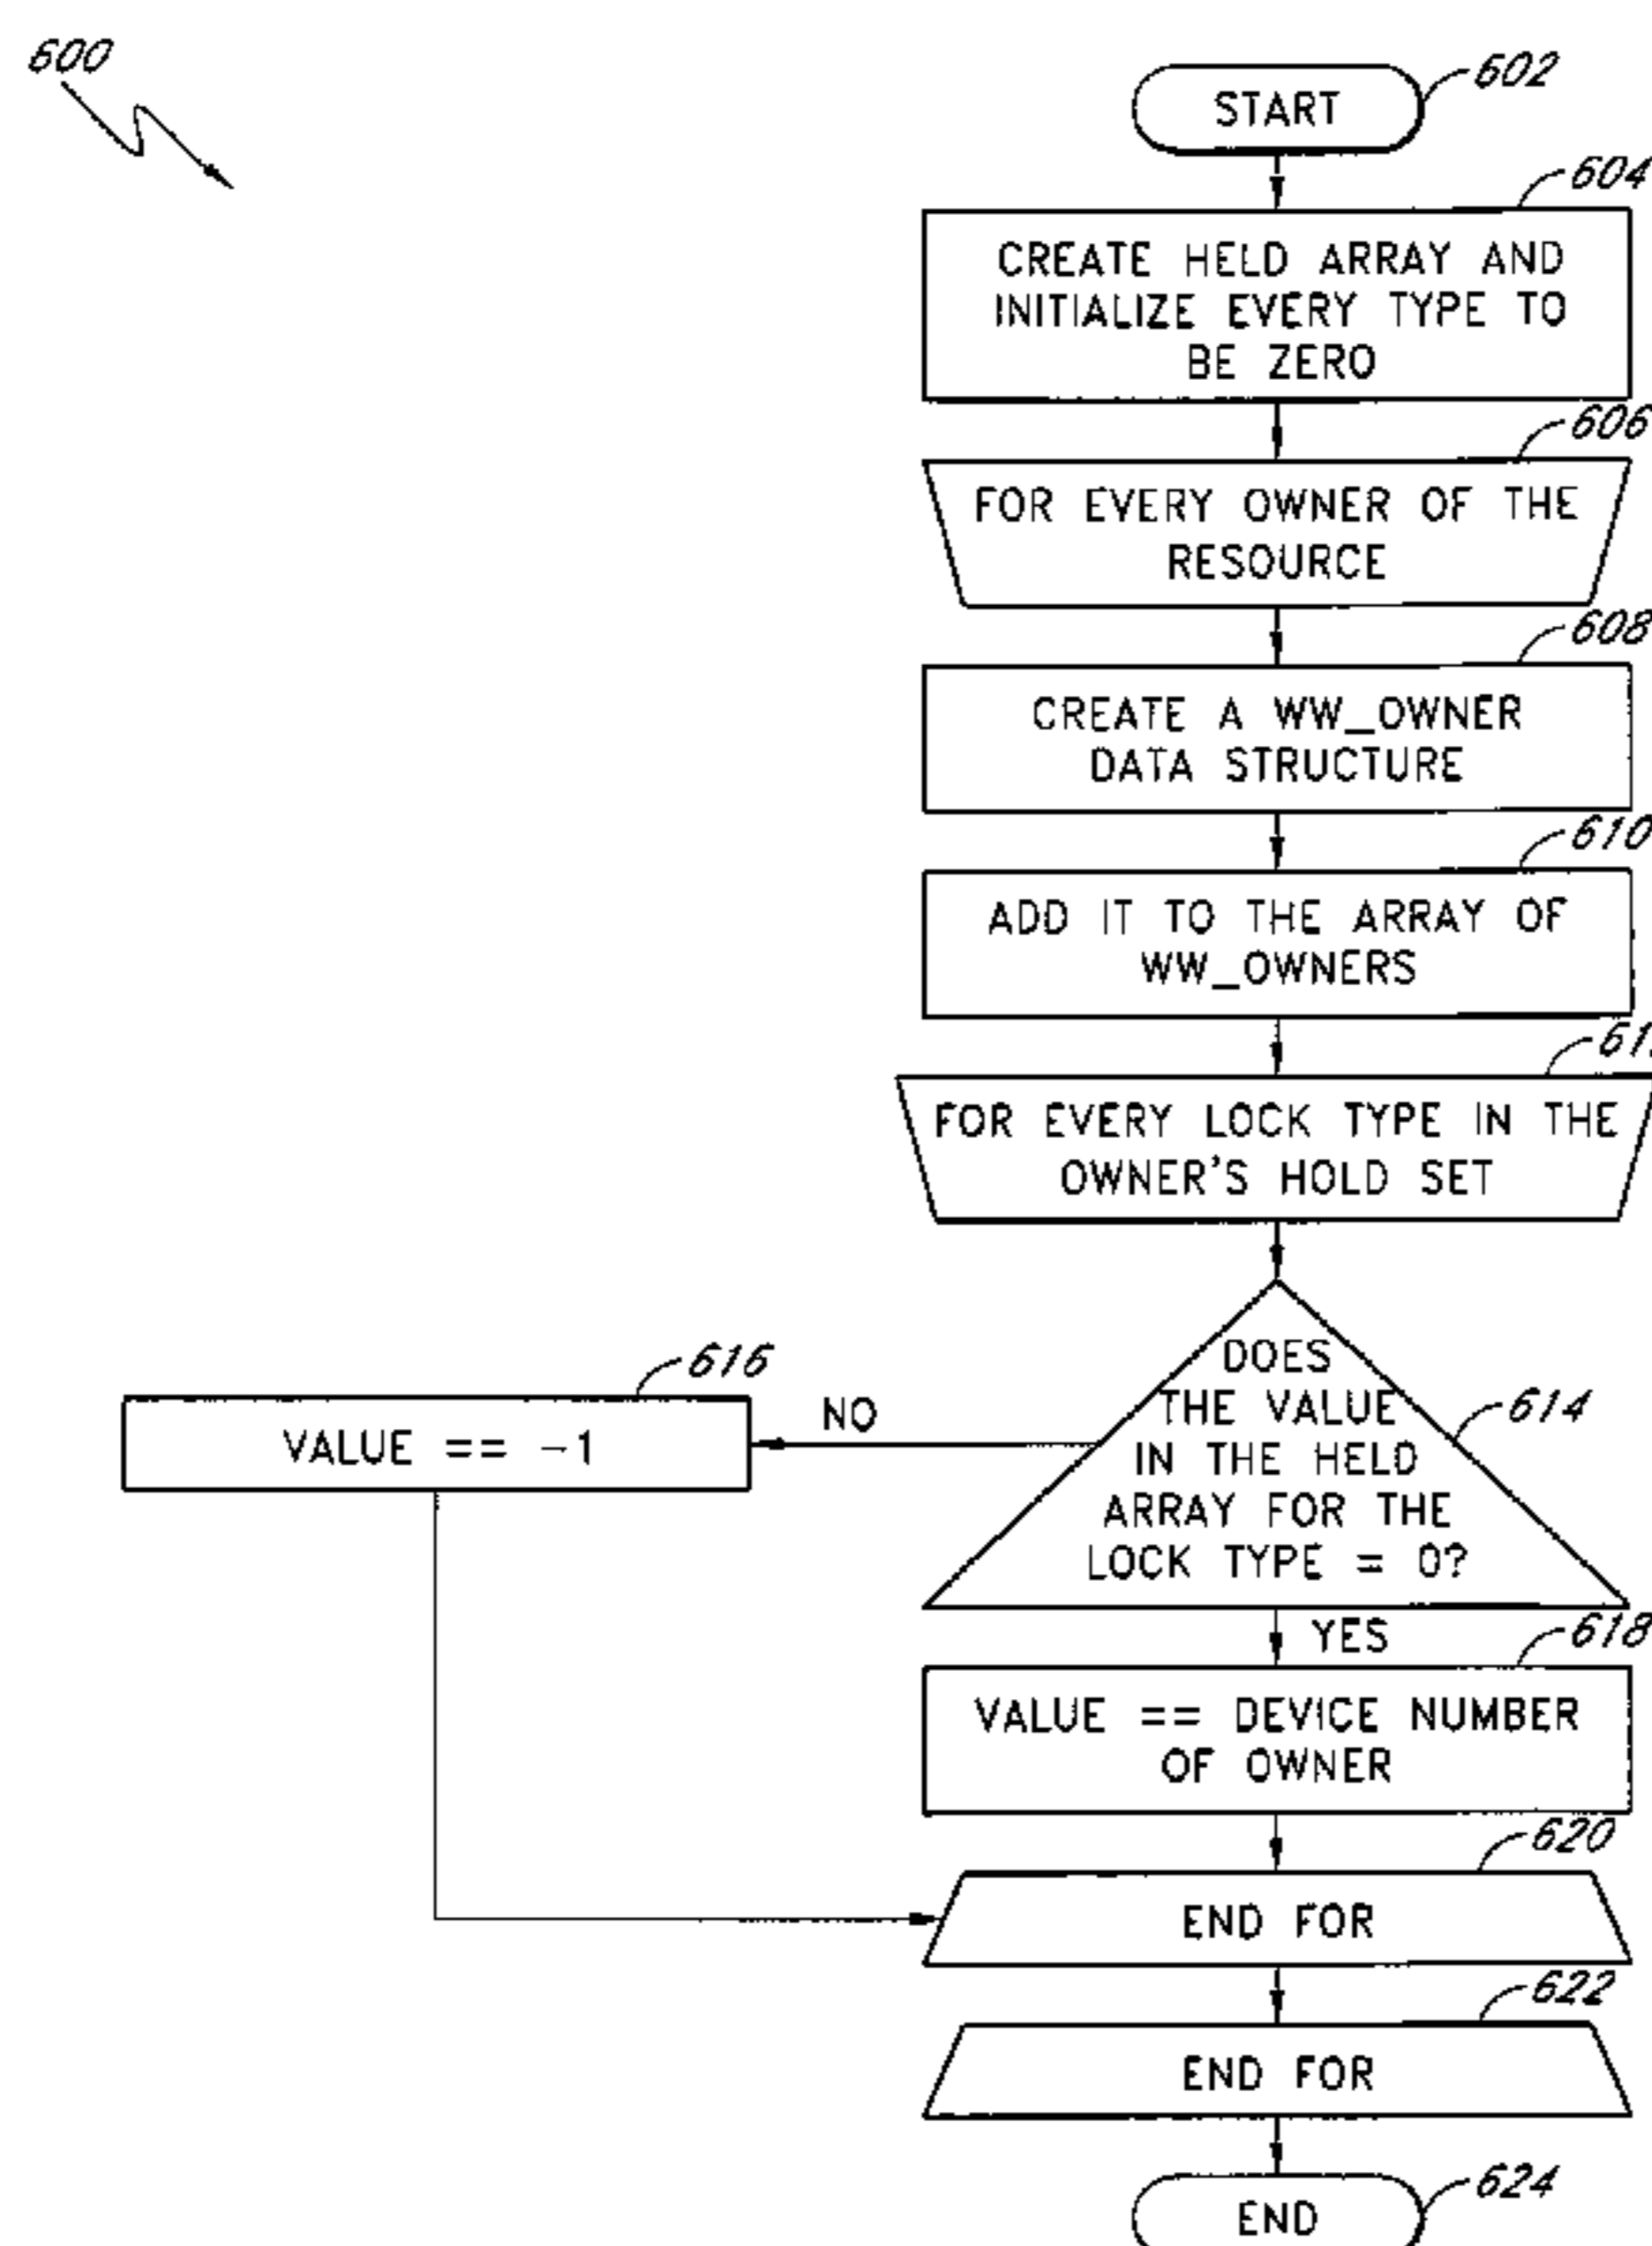 600
START
602
604
CREATE HELD ARRAY AND
INITIALIZE EVERY TYPE TO
BE ZERO
606
FOR EVERY OWNER OF THE
RESOURCE
608
CREATE A WW_OWNER
DATA STRUCTURE
610
ADD IT TO THE ARRAY OF
WW_OWNERS
FOR EVERY LOCK TYPE IN THE
OWNER'S HOLD SET
DOES
THE VALUE
IN THE HELD
ARRAY FOR THE
LOCK TYPE = 0?
614
NO
616
VALUE == -1
YES
618
VALUE == DEVICE NUMBER
OF OWNER
620
END FOR
622
END FOR
624
END